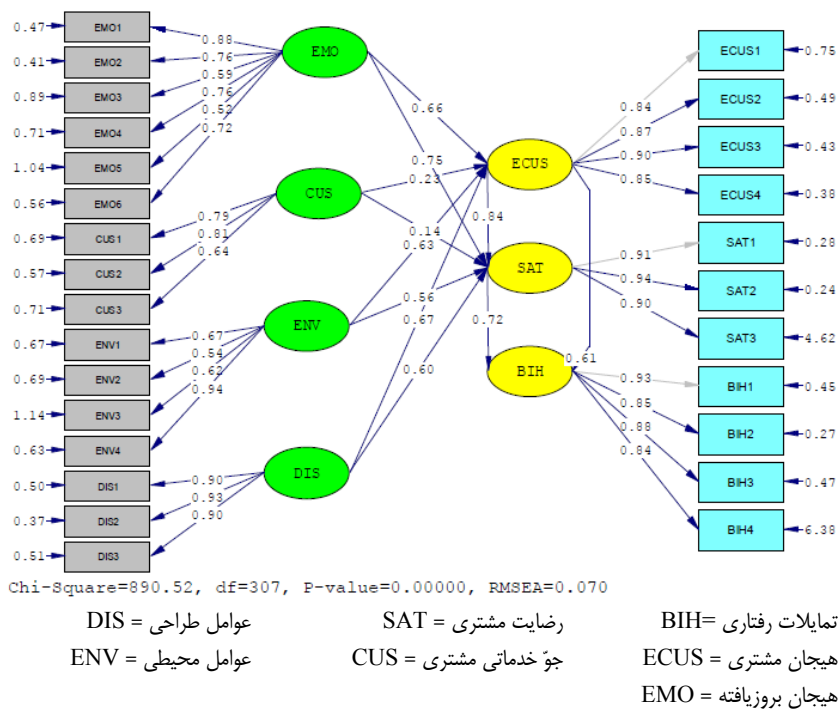 0.47 EMO1
0.41 EMO2
0.89 EMO3
0.71 EMO4
1.04 EMO5
0.56 EMO6
0.69 CUS1
0.57 CUS2
0.71 CUS3
0.67 ENV1
0.69 ENV2
1.14 ENV3
0.63 ENV4
0.50 DIS1
0.37 DIS2
0.51 DIS3
0.88
0.76
0.59
0.76
0.52
0.72
0.79
0.81
0.64
0.67
0.54
0.62
0.94
0.90
0.93
0.90
EMO
CUS
ENV
DIS
0.66
0.75
0.23
0.14
0.63
0.56
0.67
0.60
0.84
0.72
0.61
ECUS
SAT
BIH
0.84
0.87
0.90
0.85
0.91
0.94
0.90
0.93
0.85
0.88
0.84
ECUS1 0.75
ECUS2 0.49
ECUS3 0.43
ECUS4 0.38
SAT1 0.28
SAT2 0.24
SAT3 4.62
BIH1 0.45
BIH2 0.27
BIH3 0.47
BIH4 6.38
Chi-Square=890.52, df=307, P-value=0.00000, RMSEA=0.070
تمایلات رفتاری =BIH رضایت مشتری = SAT عوامل طراحی = DIS
هیجان مشتری = ECUS جوّ خدماتی مشتری = CUS عوامل محیطی = ENV
هیجان بروزیافته = EMO